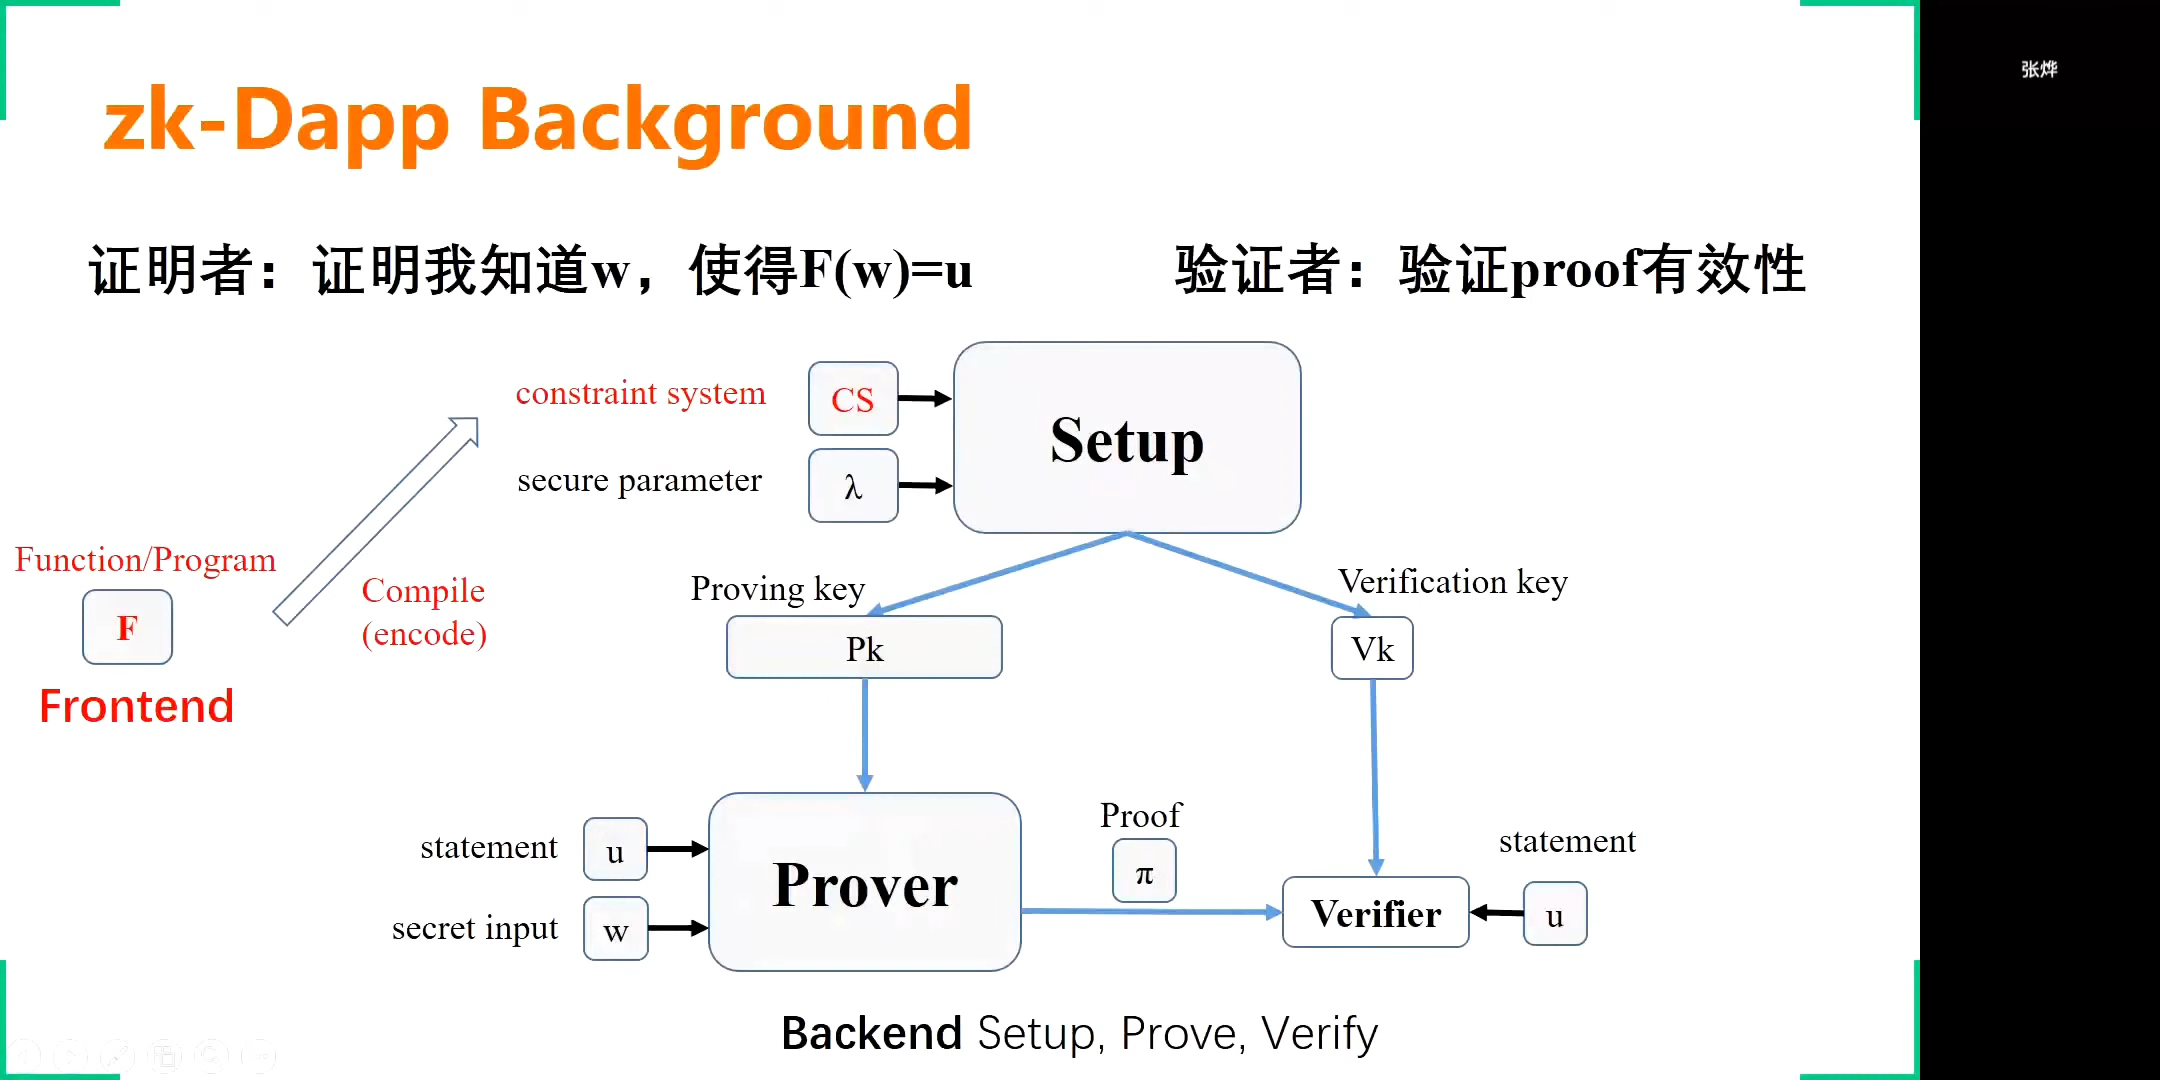 张烨
zk-Dapp Background
证明者：证明我知道w，使得F(w)=u
验证者：验证proof有效性
constraint system
CS
Setup
secure parameter
λ
Function/Program
F
Compile
(encode)
Frontend
Proving key
Pk
Verification key
Vk
statement
u
secret input
w
Prover
Proof
π
Verifier
statement
u
Backend Setup, Prove, Verify